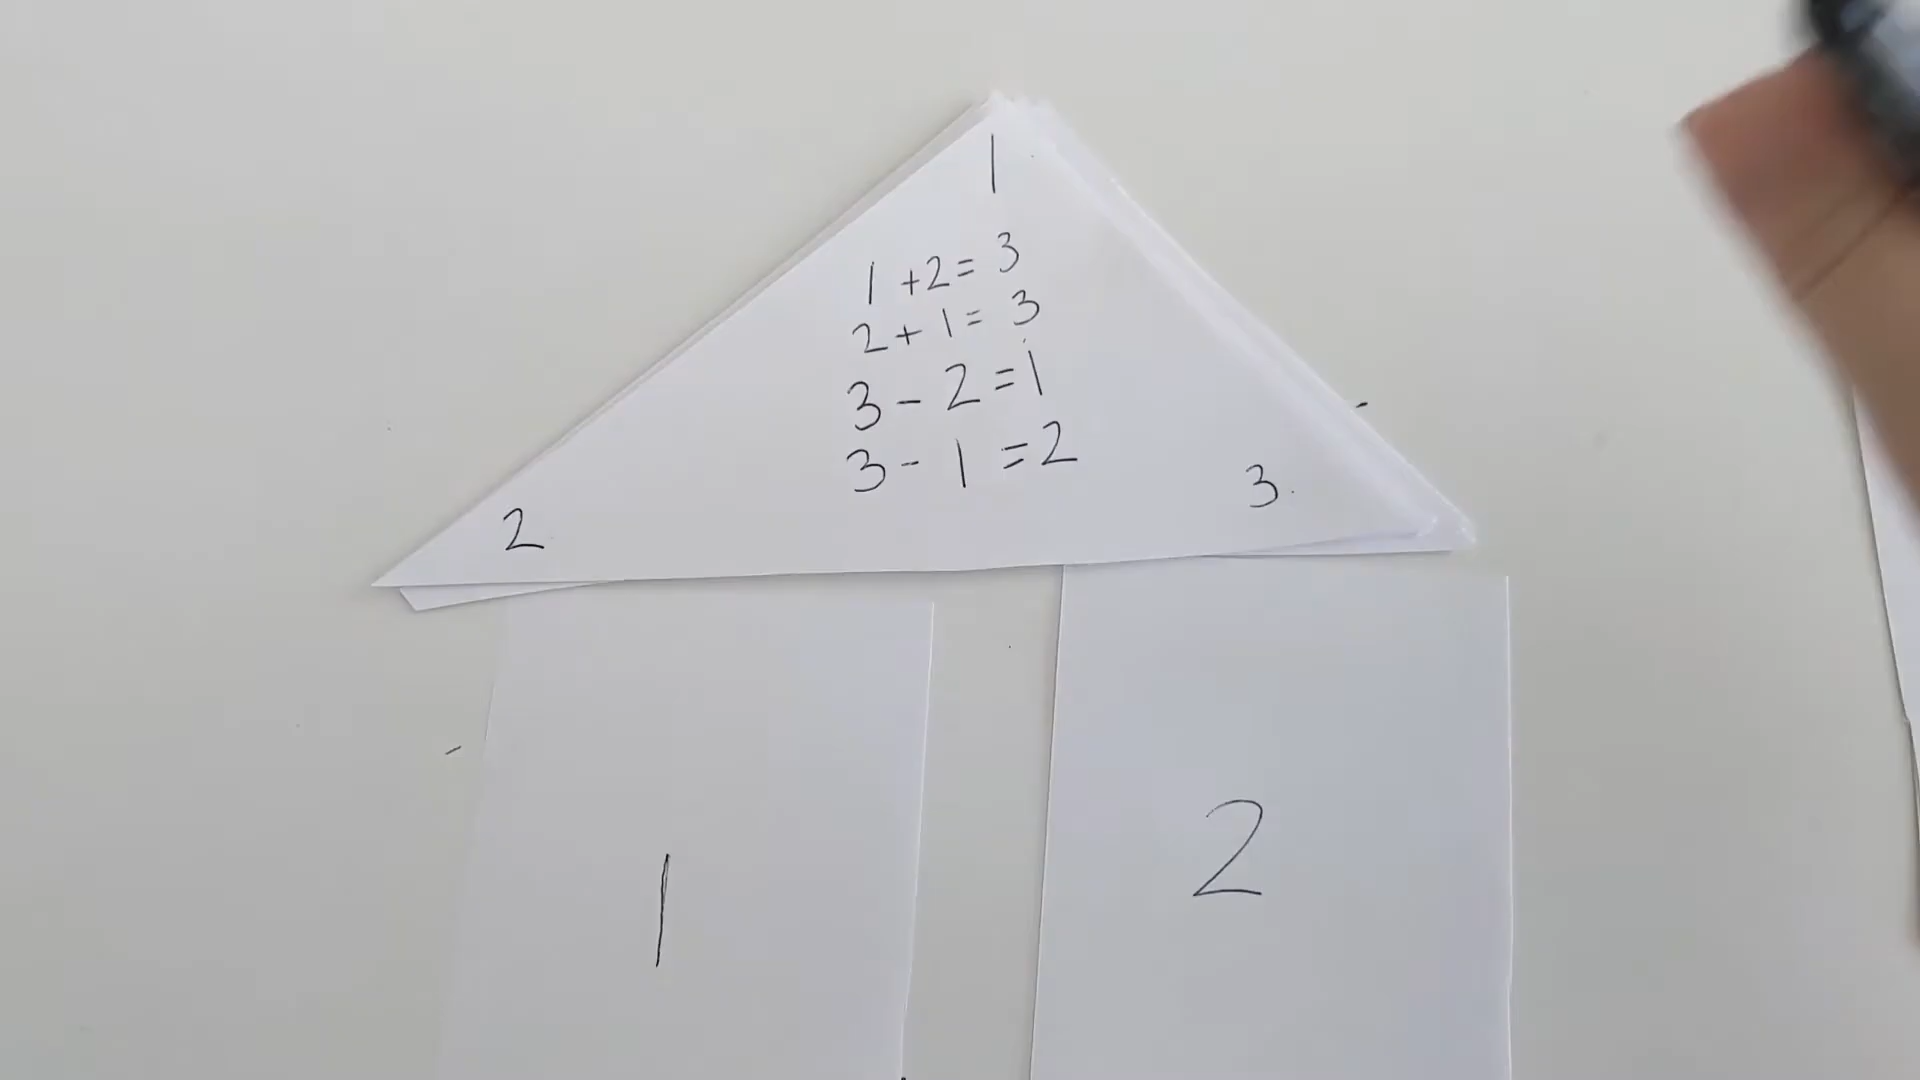 1
1 + 2 = 3
2 + 1 = 3
3 - 2 = 1
3 - 1 = 2
2
3
1
2